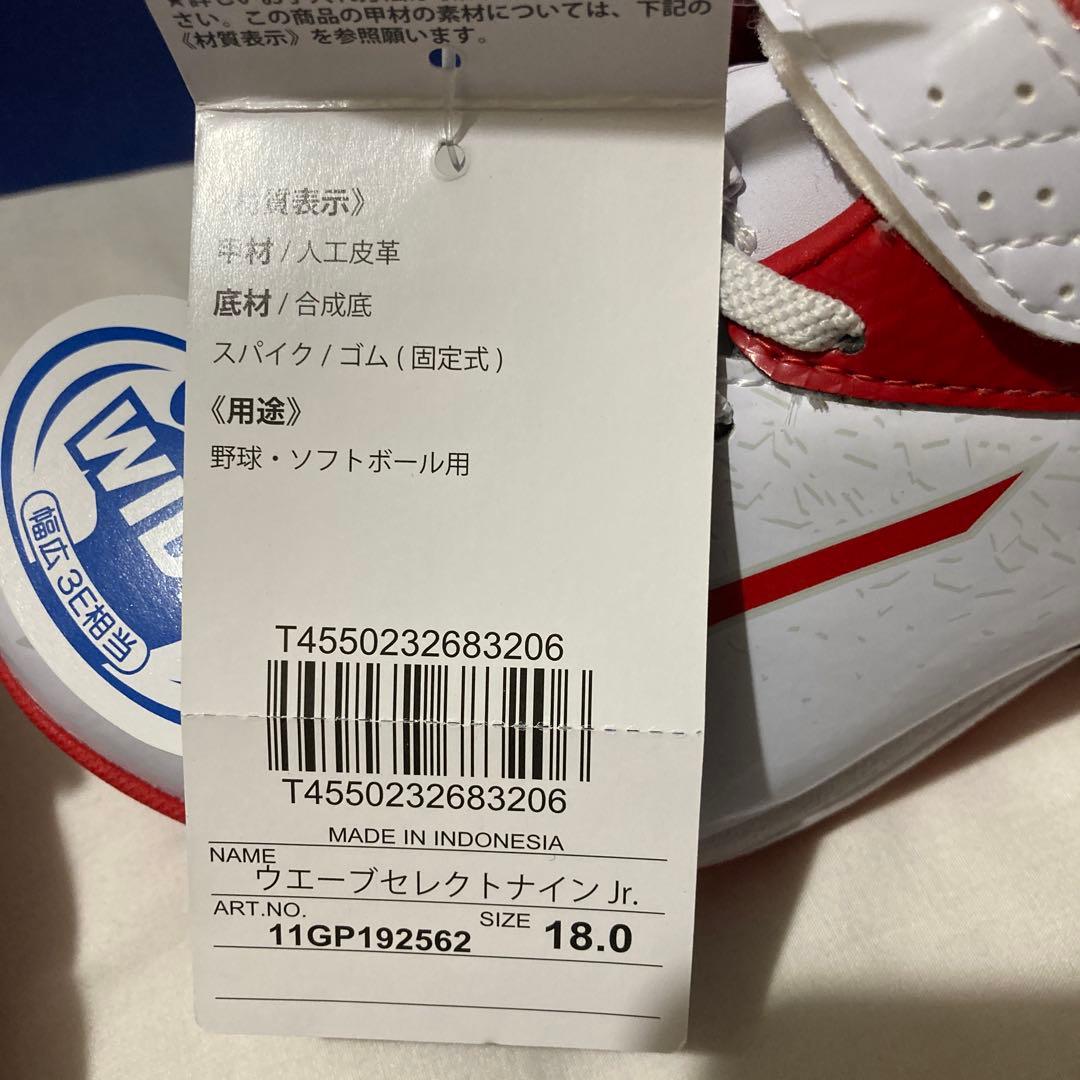 さい。この商品の甲材の素材については、下記の
《材質表示》を参照願います。
材質表示》
甲材 / 人工皮革
底材 / 合成底
スパイク / ゴム ( 固定式 )
《用途》
野球・ソフトボール用
T4550232683206
T4550232683206
MADE IN INDONESIA
NAME
ウエーブセレクトナイン Jr.
ART.NO.
11GP192562
SIZE
18.0
幅広 3E相当